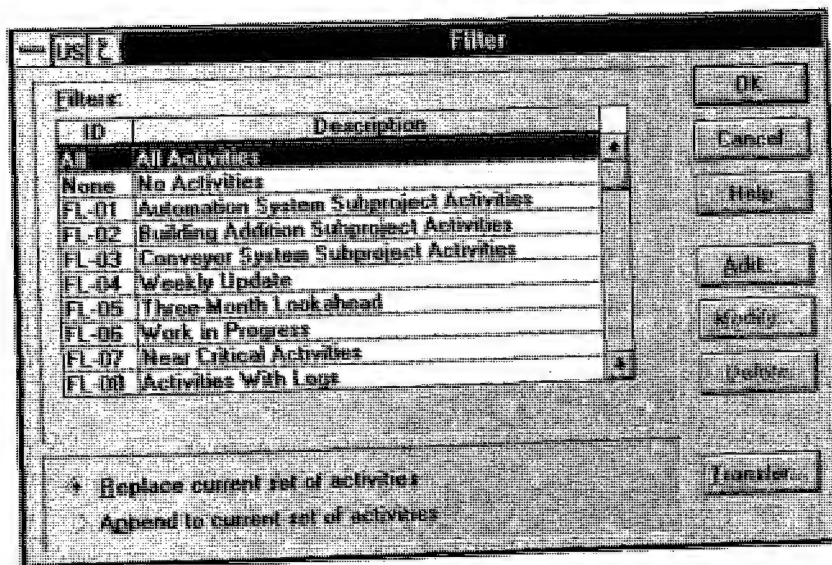 US ع Filter
Filters:
ID Description
All All Activities
None No Activities
FL-01 Automation System Subproject Activities
FL-02 Building Addition Subproject Activities
FL-03 Conveyor System Subproject Activities
FL-04 Weekly Update
FL-05 Three-Month Lookahead
FL-06 Work in Progress
FL-07 Near Critical Activities
FL-08 Activities With Logs
Replace current set of activities
Append to current set of activities
OK
Cancel
Help
Add...
Modify...
Delete
Transfer...